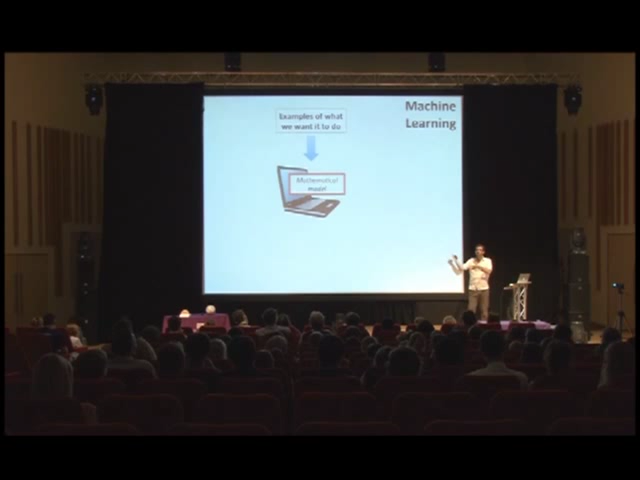 Machine
Learning
Examples of what
we want it to do
Mathematical
model